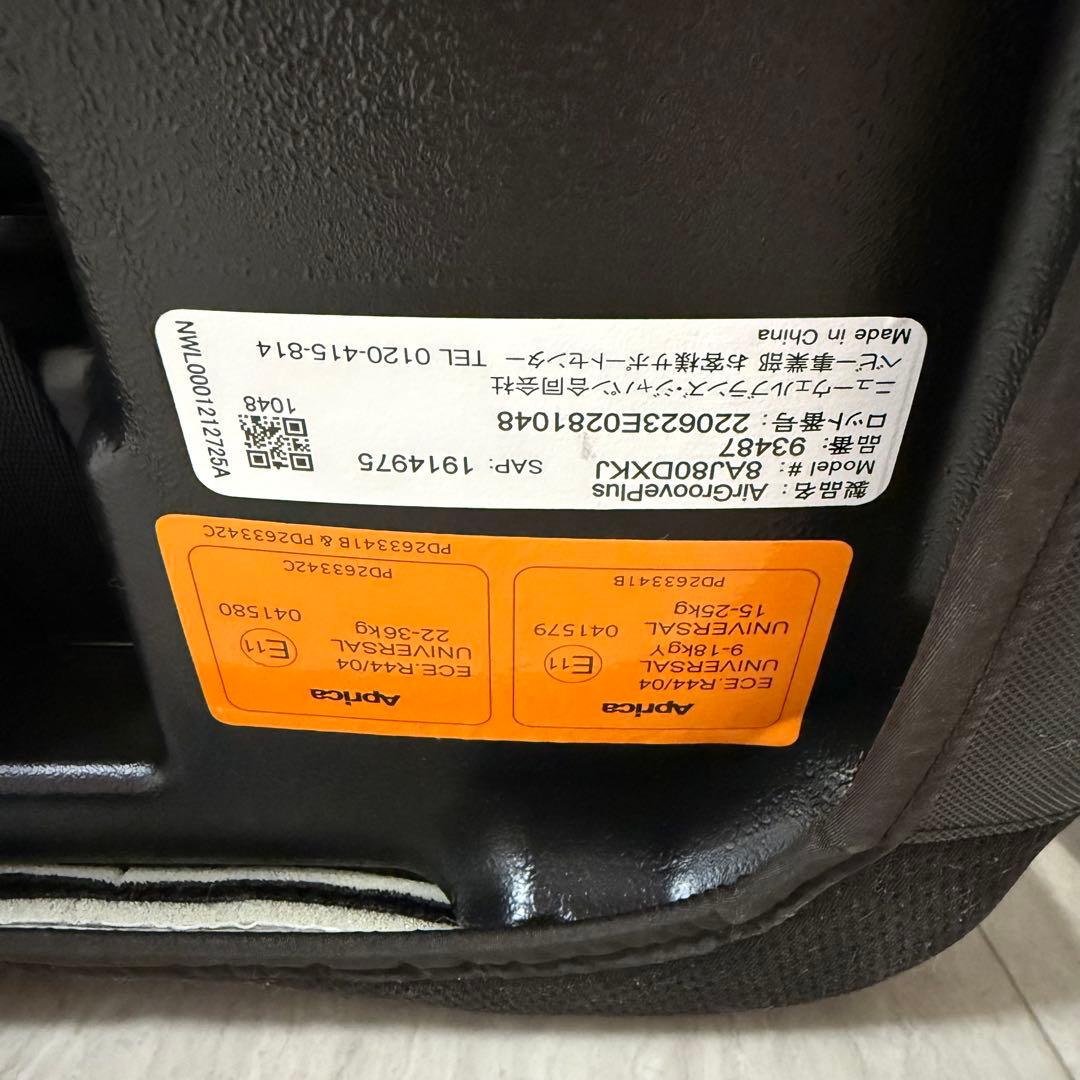 Aprica
ECE.R44/04
UNIVERSAL
9-18kgY
UNIVERSAL
15-25kg
E11
041579
PD263341B
Aprica
ECE.R44/04
UNIVERSAL
22-36kg
E11
041580
PD263342C
PD263341B & PD263342C
製品名: AirGroovePlus
Model #: 8AJ80DXKJ SAP: 1914975
品番: 93487
ロット番号: 220623E0281048
ニューウェルブランズ・ジャパン合同会社
ベビー事業部 お客様サポートセンター TEL 0120-415-814
Made in China
1048
NWL0001212725A